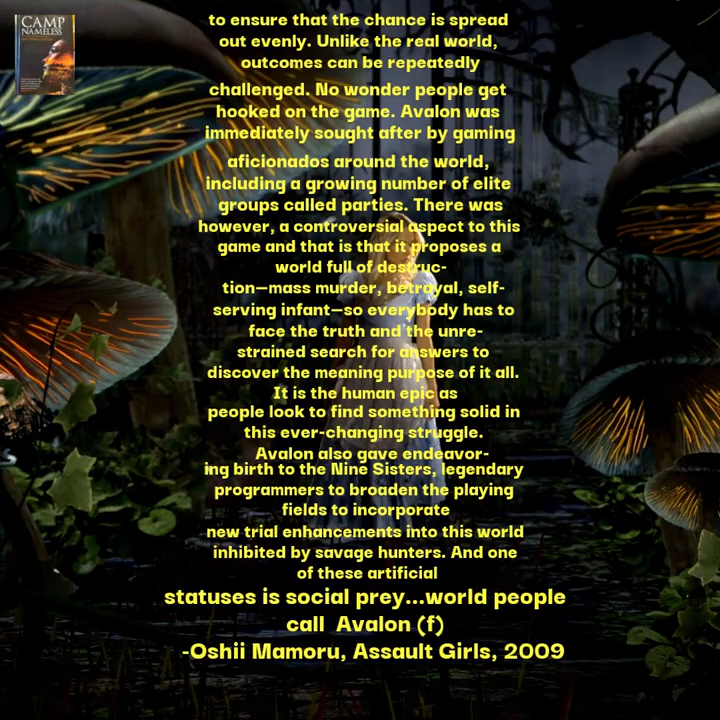 CAMP
NAMELESS
to ensure that the chance is spread
out evenly. Unlike the real world,
outcomes can be repeatedly
challenged. No wonder people get
hooked on the game. Avalon was
immediately sought after by gaming
aficionados around the world,
including a growing number of elite
groups called parties. There was
however, a controversial aspect to this
game and that is that it proposes a
world full of destruc-
tion—mass murder, betrayal, self-
serving infant—so everybody has to
face the truth and the unre-
strained search for answers to
discover the meaning purpose of it all.
It is the human epic as
people look to find something solid in
this ever-changing struggle.
Avalon also gave endeavor-
ing birth to the Nine Sisters, legendary
programmers to broaden the playing
fields to incorporate
new trial enhancements into this world
inhibited by savage hunters. And one
of these artificial
statuses is social prey...world people
call Avalon (f)
-Oshii Mamoru, Assault Girls, 2009